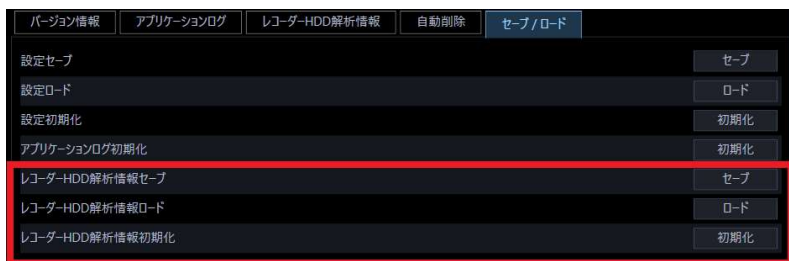 バージョン情報 アプリケーションログ レコーダーHDD解析情報 自動削除 セーブ / ロード
設定セーブ セーブ
設定ロード ロード
設定初期化 初期化
アプリケーションログ初期化 初期化
レコーダーHDD解析情報セーブ セーブ
レコーダーHDD解析情報ロード ロード
レコーダーHDD解析情報初期化 初期化